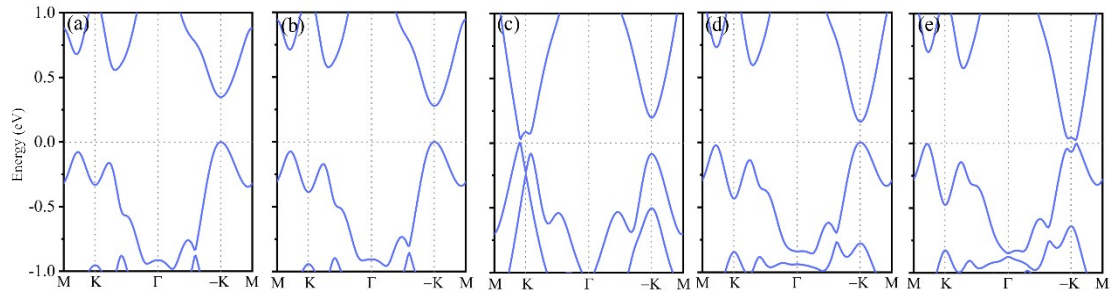 (a) (b) (c) (d) (e)
1.0
0.5
0.0
-0.5
-1.0
Energy (eV)
M K Γ −K M M K Γ −K M M K Γ −K M M K Γ −K M M K Γ −K M